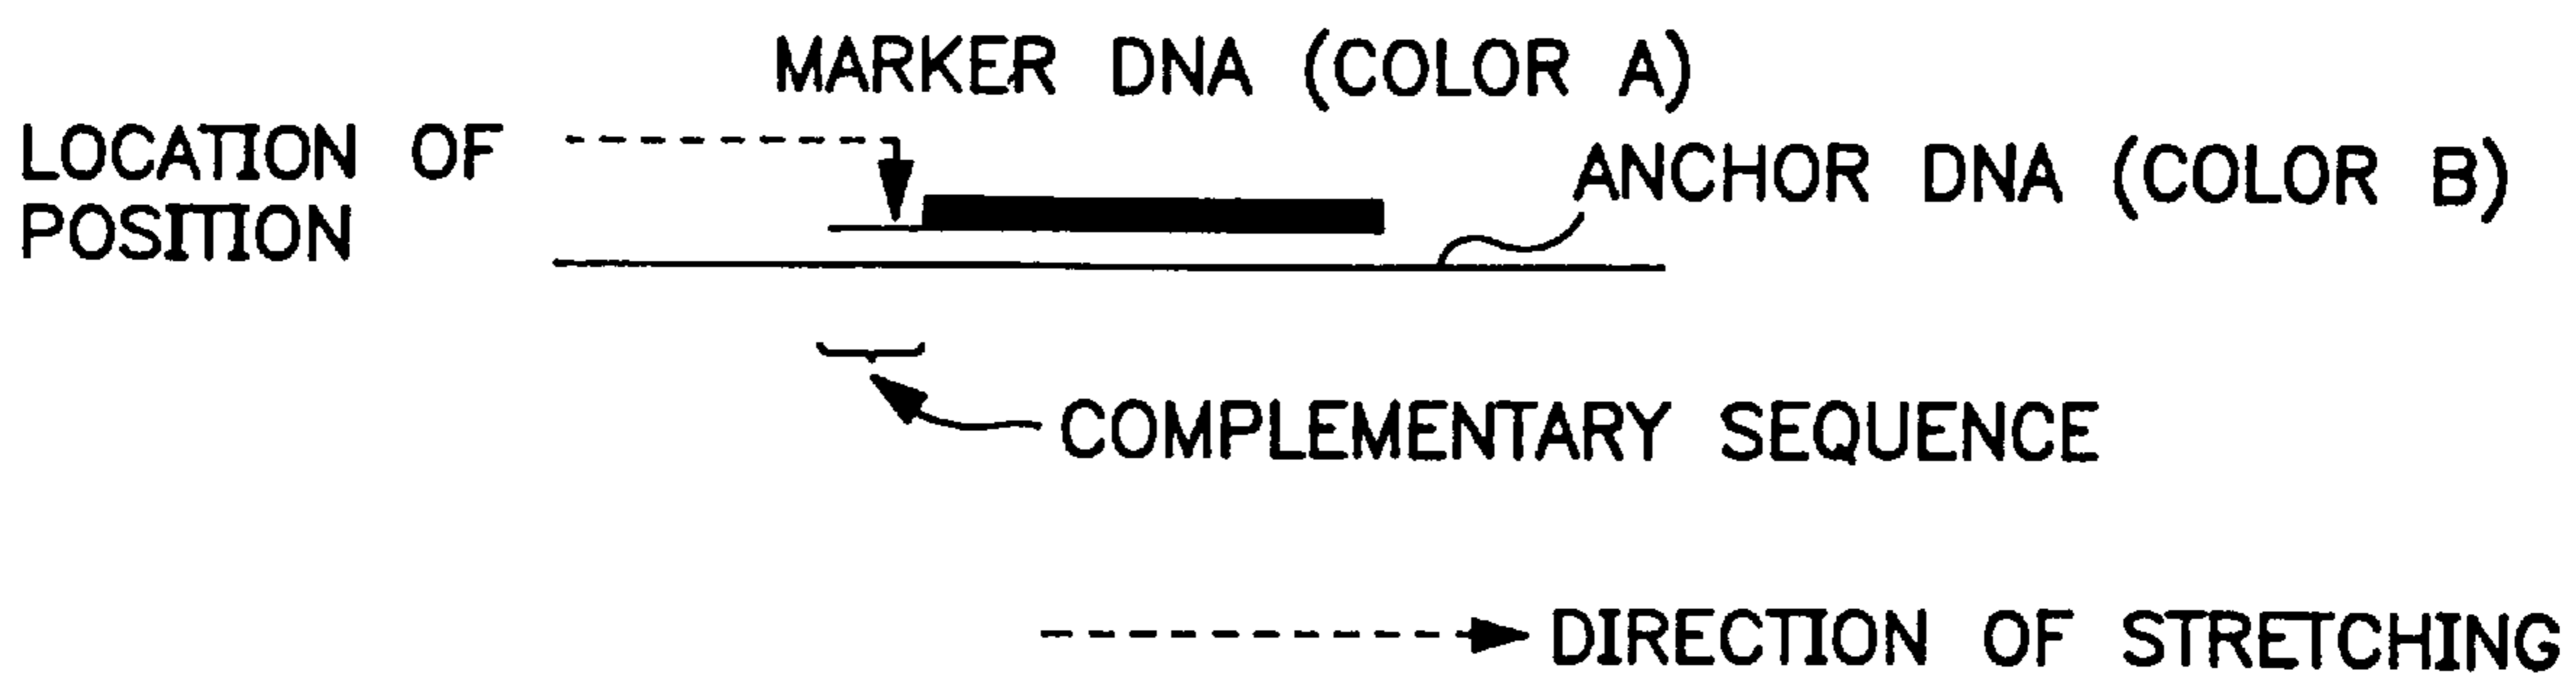 MARKER DNA (COLOR A)
LOCATION OF
POSITION
ANCHOR DNA (COLOR B)
COMPLEMENTARY SEQUENCE
DIRECTION OF STRETCHING